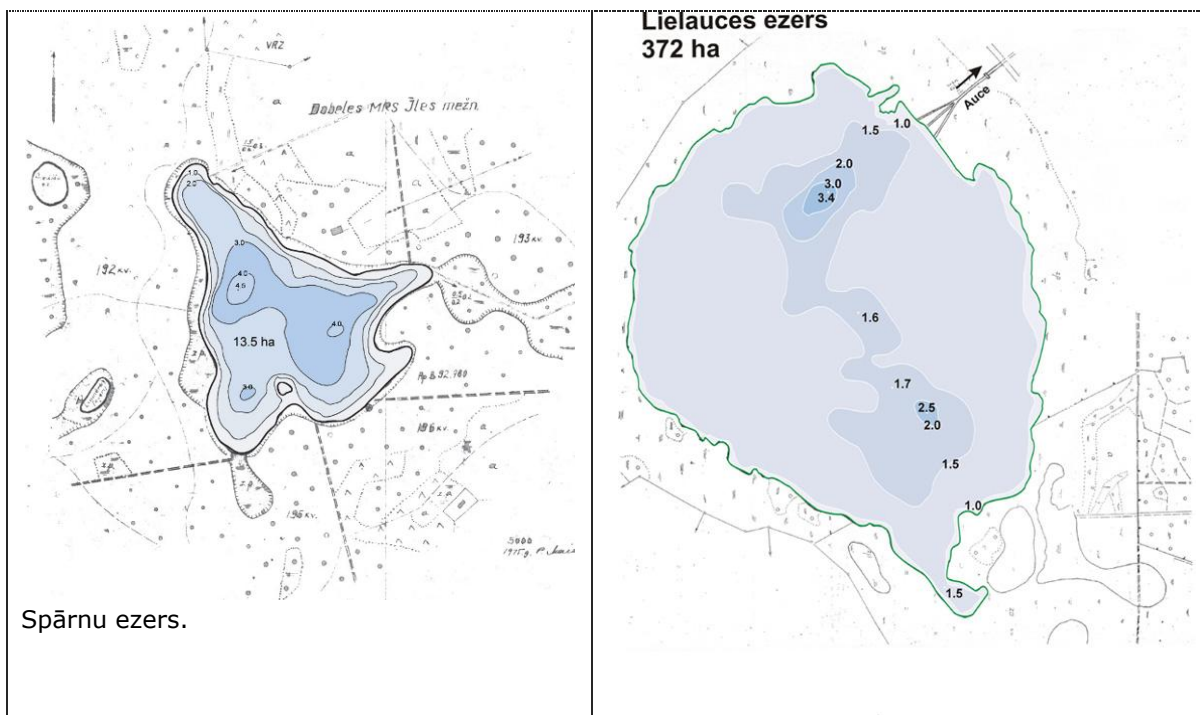 VRZ
Dobeles MRS Īles mežn.
a
a
a
a
193 kv.
192 kv.
1.0
2.0
3.0
4.0
4.5
4.0
13.5 ha
3.0
196 kv.
a
195 kv.
5000
Spārnu ezers.
Lielauces ezers
372 ha
Auce
1.5
1.0
2.0
3.0
3.4
1.6
1.7
2.5
2.0
1.5
1.0
1.5